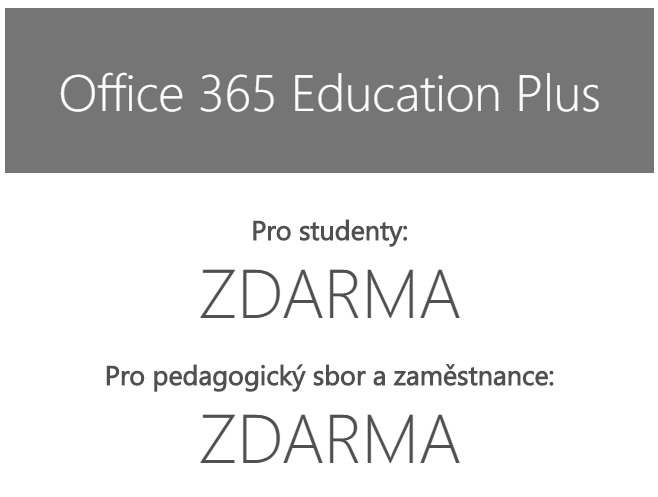 Office 365 Education Plus
Pro studenty:
ZDARMA
Pro pedagogický sbor a zaměstnance:
ZDARMA